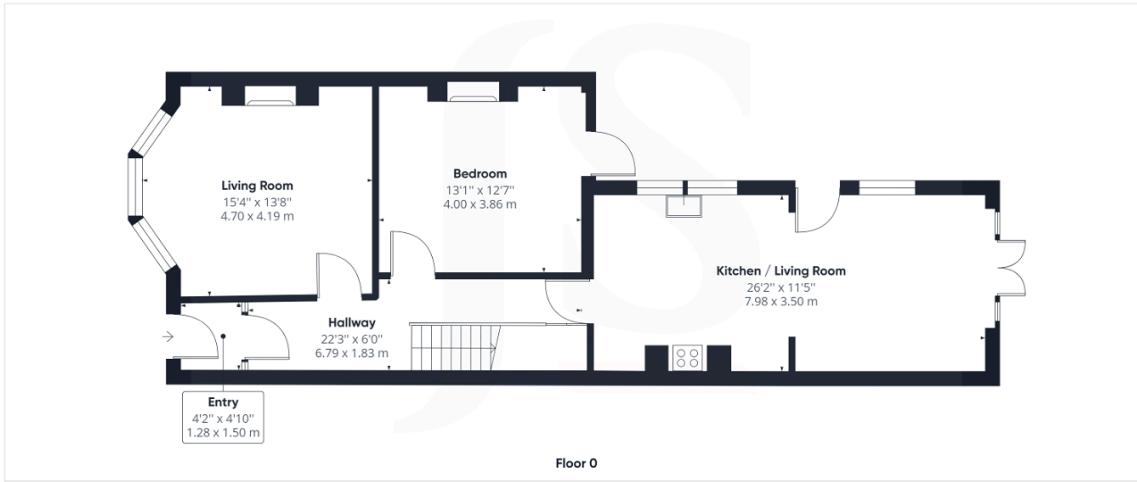 Living Room
15'4" x 13'8"
4.70 x 4.19 m
Bedroom
13'1" x 12'7"
4.00 x 3.86 m
Kitchen / Living Room
26'2" x 11'5"
7.98 x 3.50 m
Hallway
22'3" x 6'0"
6.79 x 1.83 m
Entry
4'2" x 4'10"
1.28 x 1.50 m
Floor 0
JS